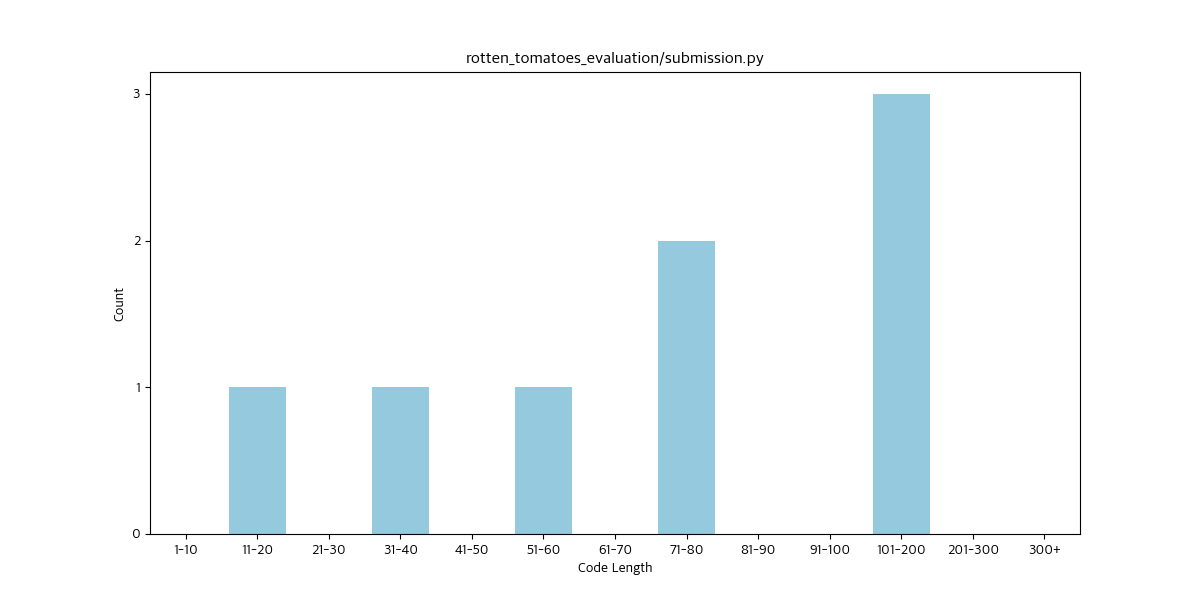 rotten_tomatoes_evaluation/submission.py
3
2
1
0
Count
1-10 11-20 21-30 31-40 41-50 51-60 61-70 71-80 81-90 91-100 101-200 201-300 300+
Code Length